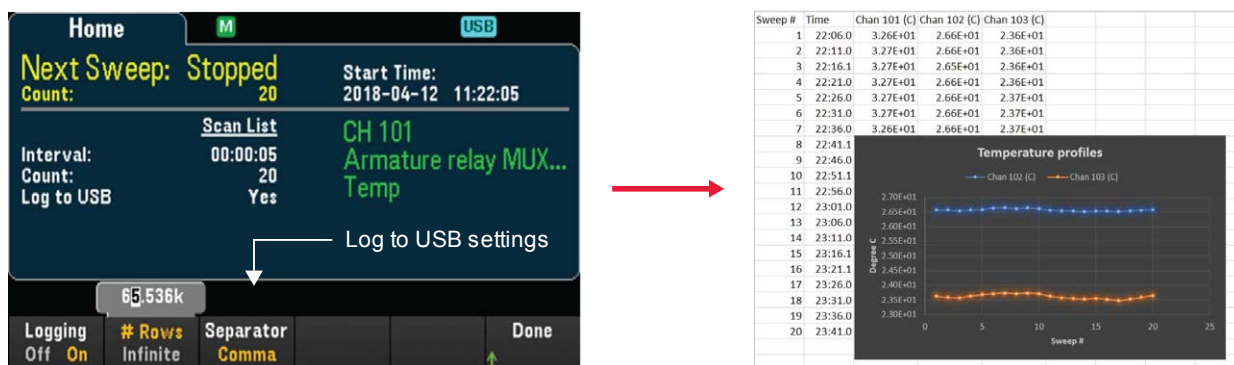 Home M USB
Next Sweep: Stopped
Count: 20
Start Time:
2018-04-12 11:22:05
Scan List
Interval: 00:00:05
Count: 20
Log to USB Yes
CH 101
Armature relay MUX...
Temp
Log to USB settings
65.536k
Logging # Rows Separator Done
Off On Infinite Comma
Sweep # Time Chan 101 (C) Chan 102 (C) Chan 103 (C)
1 22:06.0 3.26E+01 2.66E+01 2.36E+01
2 22:11.0 3.27E+01 2.66E+01 2.36E+01
3 22:16.1 3.27E+01 2.65E+01 2.36E+01
4 22:21.0 3.27E+01 2.66E+01 2.36E+01
5 22:26.0 3.27E+01 2.66E+01 2.37E+01
6 22:31.0 3.27E+01 2.66E+01 2.37E+01
7 22:36.0 3.26E+01 2.66E+01 2.37E+01
8 22:41.1
9 22:46.0
10 22:51.1
11 22:56.0
12 23:01.0
13 23:06.0
14 23:11.0
15 23:16.1
16 23:21.1
17 23:26.0
18 23:31.0
19 23:36.0
20 23:41.0
Temperature profiles
Chan 102 (C) Chan 103 (C)
Degree C
2.70E+01
2.65E+01
2.60E+01
2.55E+01
2.50E+01
2.45E+01
2.40E+01
2.35E+01
2.30E+01
0 5 10 15 20 25
Sweep #